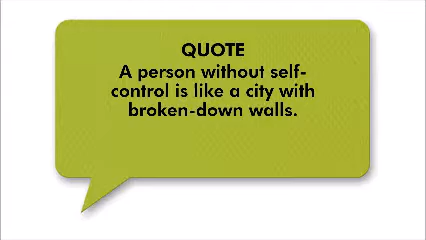 QUOTE
A person without self-
control is like a city with
broken-down walls.